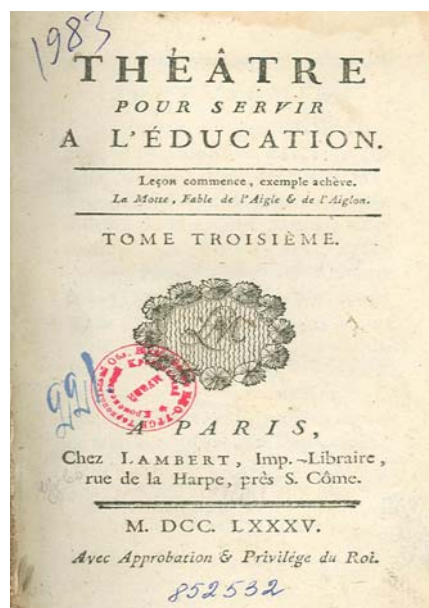 1983
THÉÂTRE
POUR SERVIR
A L'ÉDUCATION.
Leçon commence, exemple achève.
La Motte, Fable de l'Aigle & de l'Aiglon.
TOME TROISIÈME.
A PARIS,
Chez LAMBERT, Imp.-Libraire,
rue de la Harpe, près S. Côme.
M. DCC. LXXXV.
Avec Approbation & Privilége du Roi.
852532